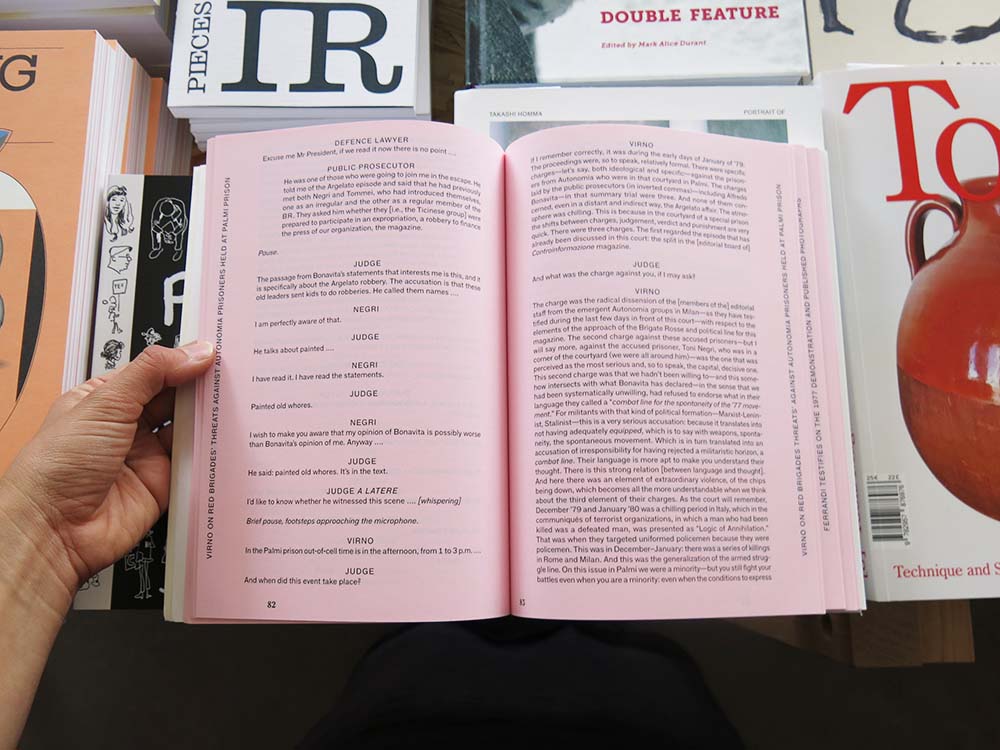 NG
PIECES
IR
DOUBLE FEATURE
Edited by Mark Alice Durant
TAKASHI HOMMA
PORTRAIT OF
To
25€ 22£
Technique and S
VIRNO ON RED BRIGADES' THREATS AGAINST AUTONOMIA PRISONERS HELD AT PALMI PRISON
DEFENCE LAWYER
Excuse me Mr President, if we read it now there is no point ....
PUBLIC PROSECUTOR
He was one of those who were going to join me in the escape. He
told me of the Argelato episode and said that he had previously
met both Negri and Tommei, who had introduced themselves,
one as an irregular and the other as a regular member of the
BR. They asked him whether they [i.e., the Ticinese group] were
prepared to participate in an expropriation, a robbery to finance
the press of our organization, the magazine.
Pause.
JUDGE
The passage from Bonavita's statements that interests me is this, and it
is specifically about the Argelato robbery. The accusation is that these
old leaders sent kids to do robberies. He called them names ....
NEGRI
I am perfectly aware of that.
JUDGE
He talks about painted ....
NEGRI
I have read it. I have read the statements.
JUDGE
Painted old whores.
NEGRI
I wish to make you aware that my opinion of Bonavita is possibly worse
than Bonavita's opinion of me. Anyway ....
JUDGE
He said: painted old whores. It's in the text.
JUDGE A LATERE
I'd like to know whether he witnessed this scene .... [whispering]
Brief pause, footsteps approaching the microphone.
VIRNO
In the Palmi prison out-of-cell time is in the afternoon, from 1 to 3 p.m. ....
JUDGE
And when did this event take place?
82
VIRNO
If I remember correctly, it was during the early days of January of '79.
The proceedings were, so to speak, relatively formal. There were specific
charges—let's say, both ideological and specific—against the prison-
ers from Autonomia who were in that courtyard in Palmi. The charges
laid by the public prosecutors (in inverted commas)—including Alfredo
Bonavita—in that summary trial were three. And none of them con-
cerned, even in a distant and indirect way, the Argelato affair. The atmo-
sphere was chilling. This is because in the courtyard of a special prison
the shifts between charges, judgement, verdict and punishment are very
quick. There were three charges. The first regarded the episode that has
already been discussed in this court: the split in the [editorial board of]
Controinformazione magazine.
JUDGE
And what was the charge against you, if I may ask?
VIRNO
The charge was the radical dissension of the [members of the] editorial
staff from the emergent Autonomia groups in Milan—as they have tes-
tified during the last few days in front of this court—with respect to the
elements of the approach of the Brigate Rosse and political line for this
magazine. The second charge against these accused prisoners—but I
will say more, against the accused prisoner, Toni Negri, who was in a
corner of the courtyard (we were all around him)—was the one that was
perceived as the most serious and, so to speak, the capital, decisive one.
This second charge was that we hadn't been willing to—and this some-
how intersects with what Bonavita has declared—in the sense that we
had been systematically unwilling, had refused to endorse what in their
language they called a "combat line for the spontaneity of the '77 move-
ment." For militants with that kind of political formation—Marxist-Lenin-
ist, Stalinist—this is a very serious accusation: because it translates into
not having adequately equipped, which is to say with weapons, sponta-
neity, the spontaneous movement. Which is in turn translated into an
accusation of irresponsibility for having rejected a militaristic horizon, a
combat line. Their language is more apt to make you understand their
thought. There is this strong relation [between language and thought].
And here there was an element of extraordinary violence, of the chips
being down, which becomes all the more understandable when we think
about the third element of their charges. As the court will remember,
December '79 and January '80 was a chilling period in Italy, which in the
communiqués of terrorist organizations, in which a man who had been
killed was a defeated man, was presented as "Logic of Annihilation."
That was when they targeted uniformed policemen because they were
policemen. This was in December–January: there was a series of killings
in Rome and Milan. And this was the generalization of the armed strug-
gle line. On this issue in Palmi we were a minority—but you still fight your
battles even when you are a minority: even when the conditions to express
83
VIRNO ON RED BRIGADES' THREATS AGAINST AUTONOMIA PRISONERS HELD AT PALMI PRISON
FERRANDI TESTIFIES ON THE 1977 DEMONSTRATION AND PUBLISHED PHOTOGRAPHS